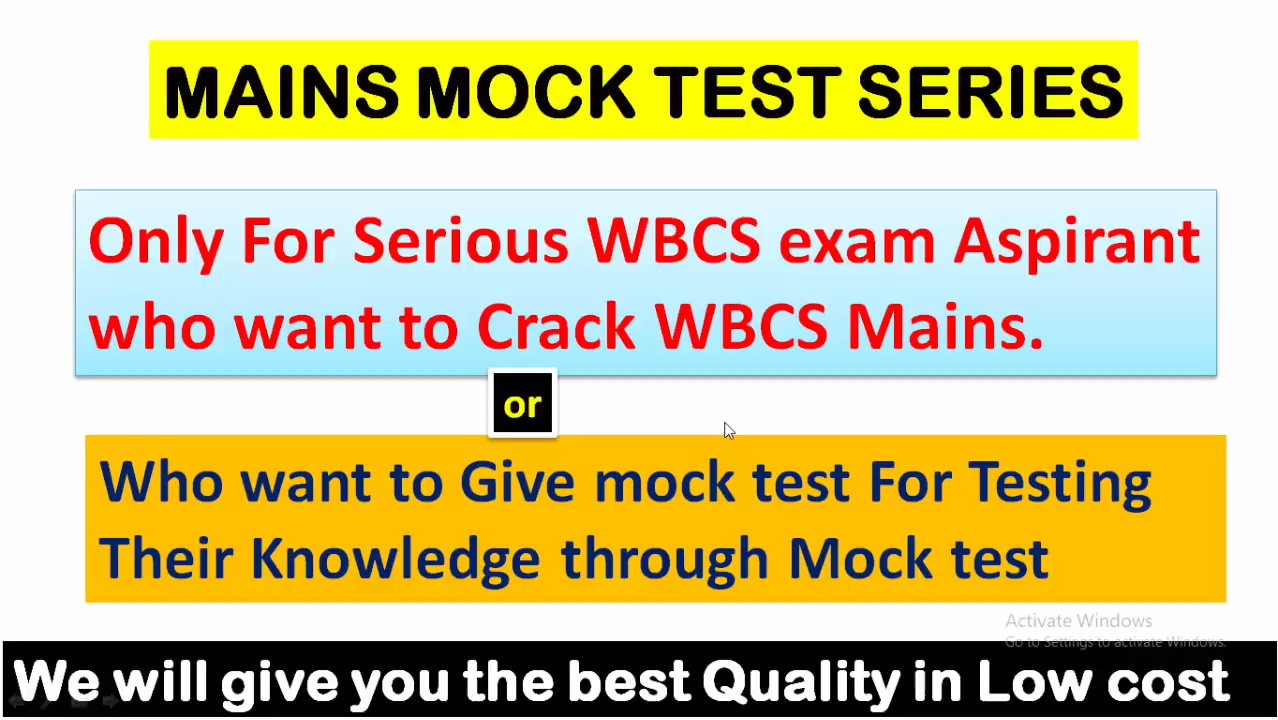 MAINS MOCK TEST SERIES
Only For Serious WBCS exam Aspirant
who want to Crack WBCS Mains.
or
Who want to Give mock test For Testing
Their Knowledge through Mock test
Activate Windows
Go to Settings to activate Windows.
We will give you the best Quality in Low cost